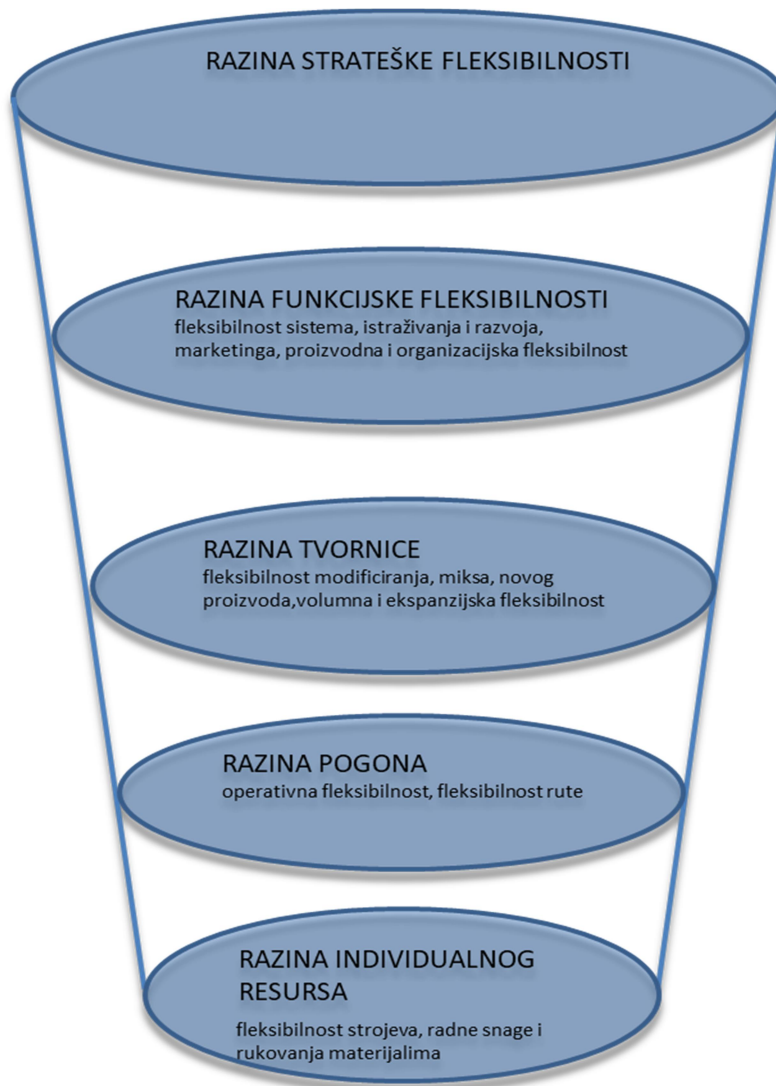 RAZINA STRATEŠKE FLEKSIBILNOSTI
RAZINA FUNKCIJSKE FLEKSIBILNOSTI
fleksibilnost sistema, istraživanja i razvoja,
marketinga, proizvodna i organizacijska fleksibilnost
RAZINA TVORNICE
fleksibilnost modificiranja, miksa, novog
proizvoda,volumna i ekspanzijska fleksibilnost
RAZINA POGONA
operativna fleksibilnost, fleksibilnost rute
RAZINA INDIVIDUALNOG
RESURSA
fleksibilnost strojeva, radne snage i
rukovanja materijalima